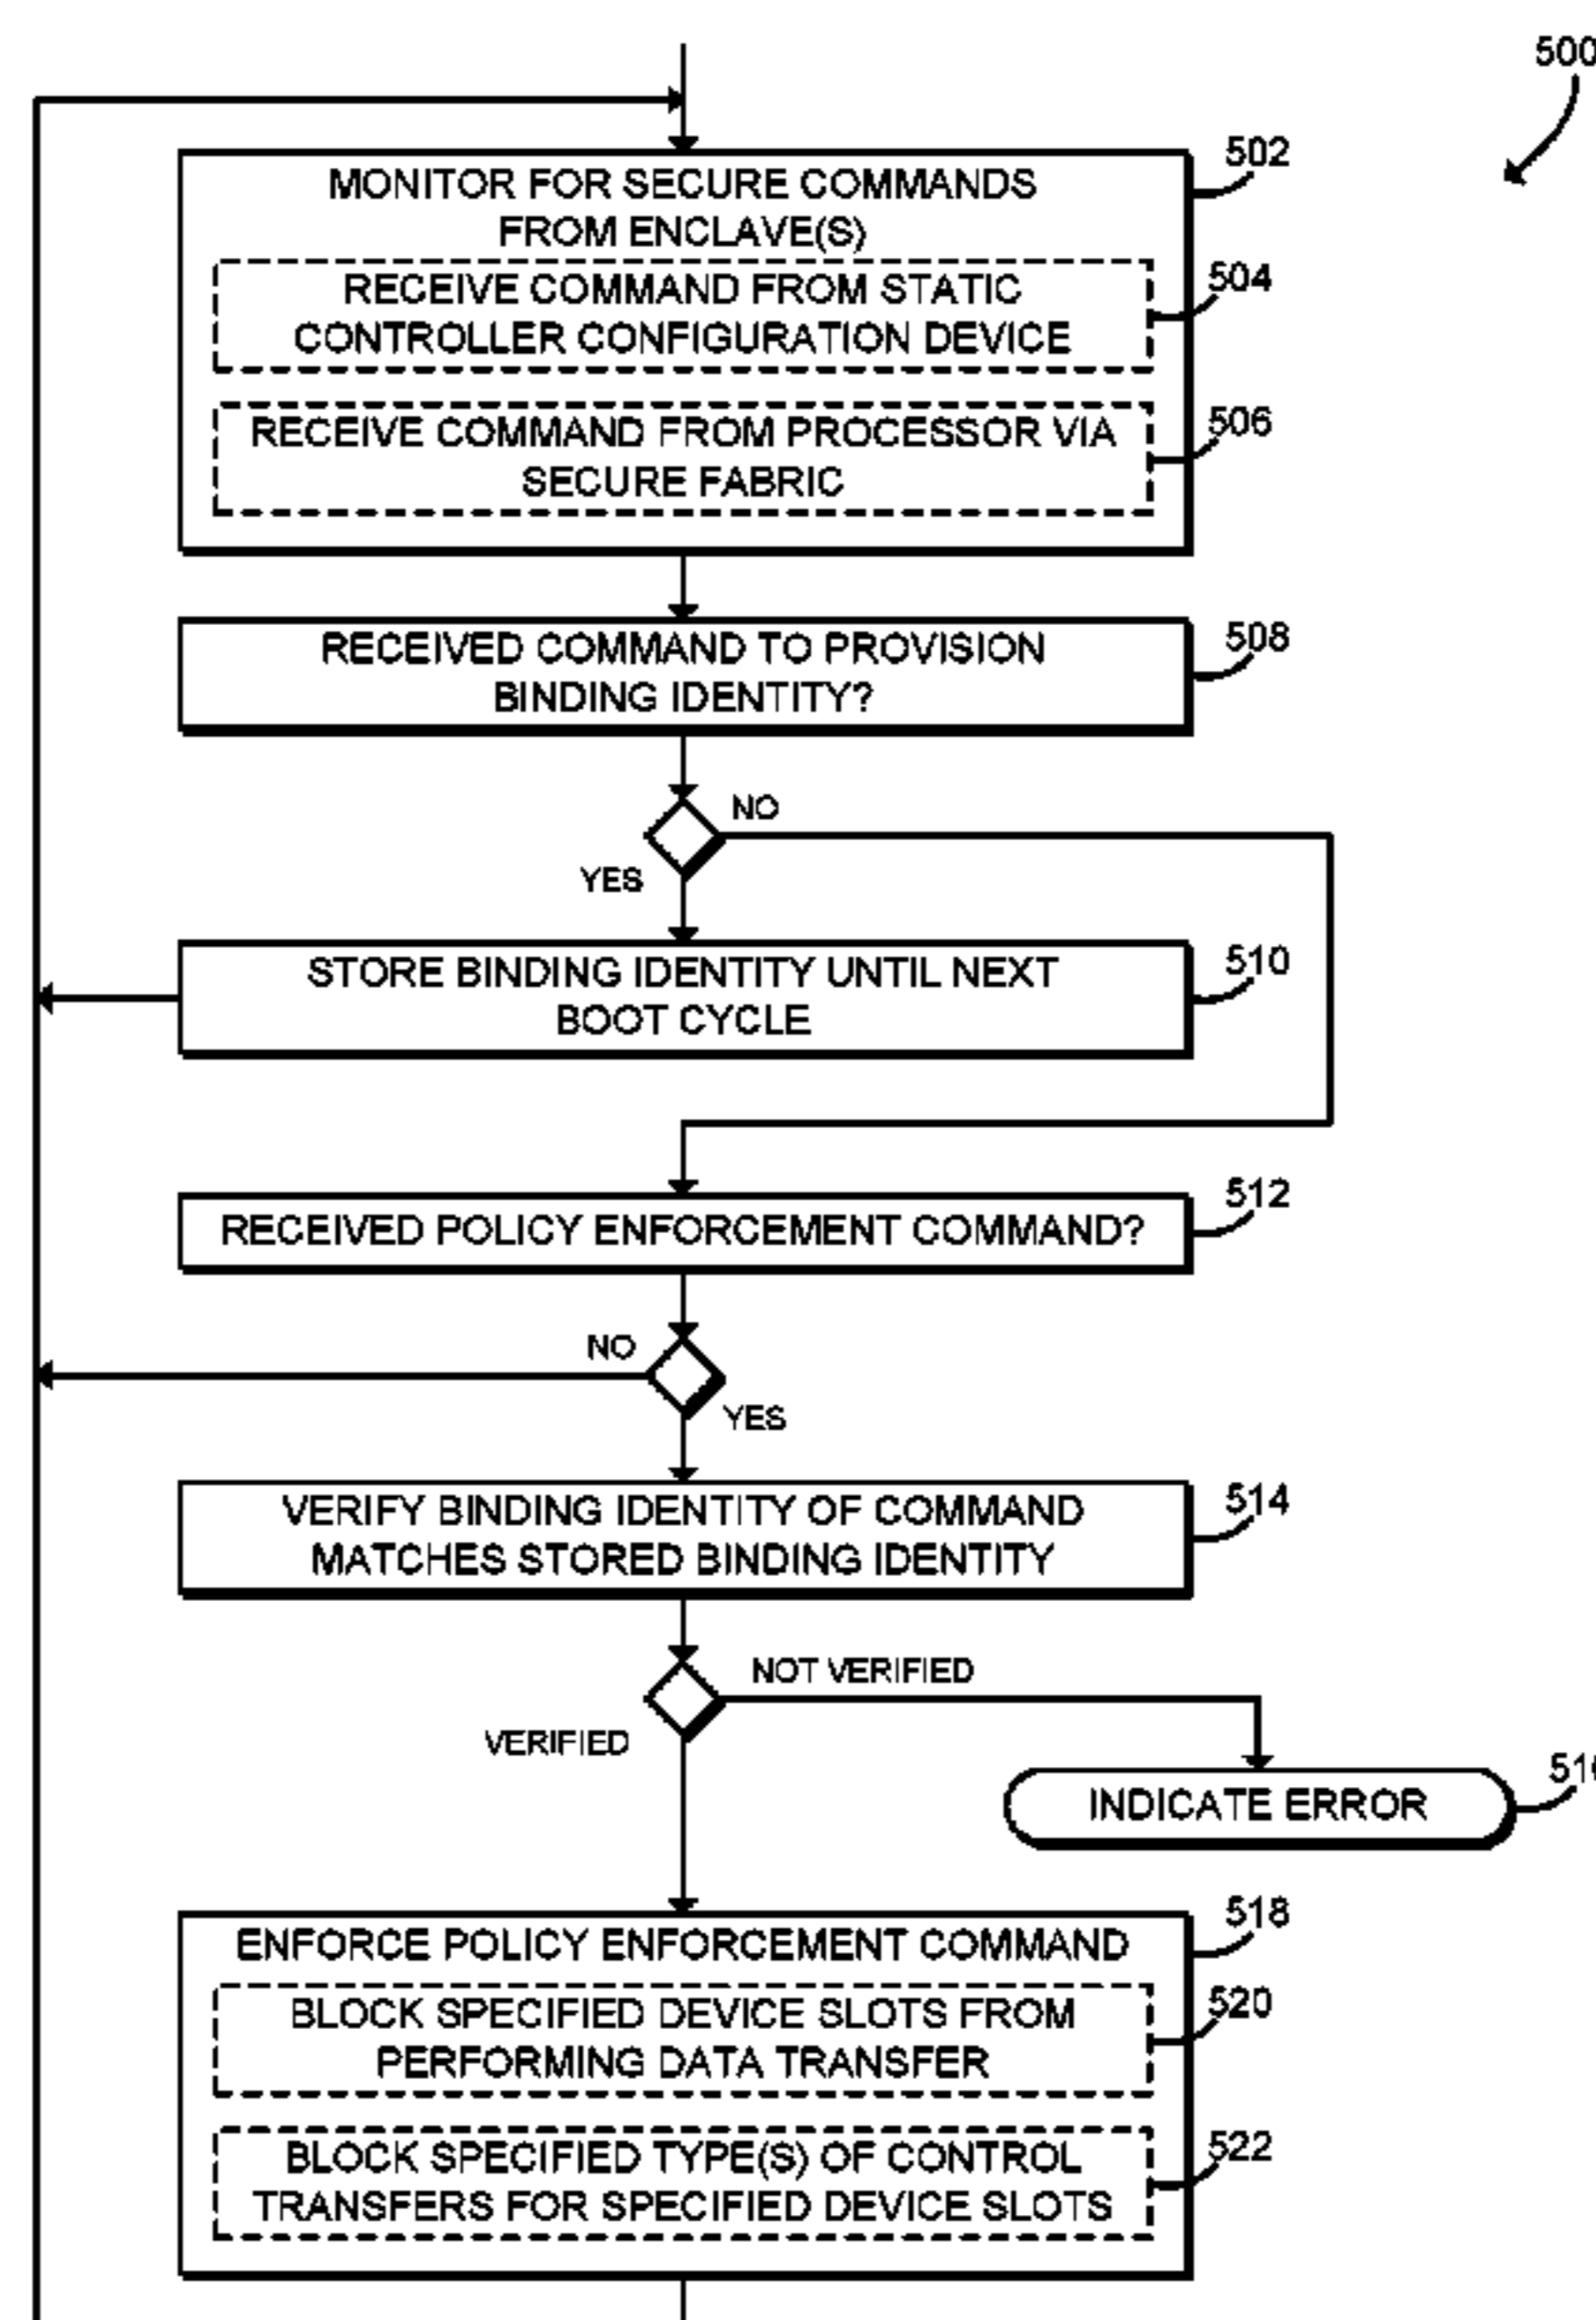 500
502
MONITOR FOR SECURE COMMANDS
FROM ENCLAVE(S)
504
RECEIVE COMMAND FROM STATIC
CONTROLLER CONFIGURATION DEVICE
506
RECEIVE COMMAND FROM PROCESSOR VIA
SECURE FABRIC
508
RECEIVED COMMAND TO PROVISION
BINDING IDENTITY?
NO
YES
510
STORE BINDING IDENTITY UNTIL NEXT
BOOT CYCLE
512
RECEIVED POLICY ENFORCEMENT COMMAND?
NO
YES
514
VERIFY BINDING IDENTITY OF COMMAND
MATCHES STORED BINDING IDENTITY
NOT VERIFIED
VERIFIED
INDICATE ERROR
518
ENFORCE POLICY ENFORCEMENT COMMAND
520
BLOCK SPECIFIED DEVICE SLOTS FROM
PERFORMING DATA TRANSFER
522
BLOCK SPECIFIED TYPE(S) OF CONTROL
TRANSFERS FOR SPECIFIED DEVICE SLOTS